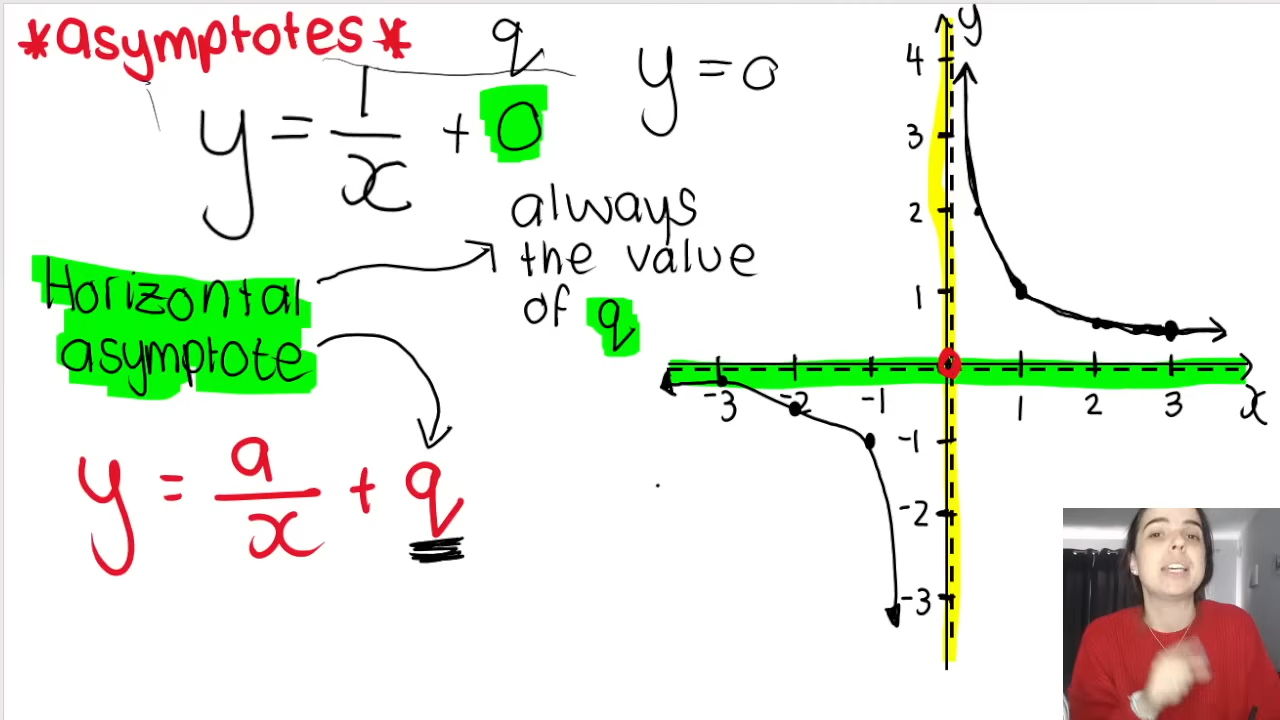 *asymptotes*
q
y = 1/x + 0
y = 0
always
the value
of q
Horizontal
asymptote
y = a/x + q
y
4
3
2
1
-3 -2 -1 1 2 3 x
-1
-2
-3